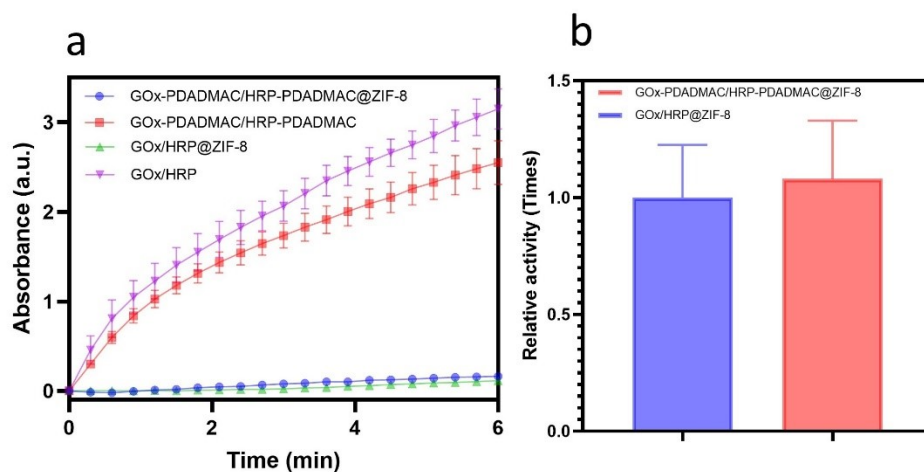 a
Absorbance (a.u.)
3
2
1
0
GOx-PDADMAC/HRP-PDADMAC@ZIF-8
GOx-PDADMAC/HRP-PDADMAC
GOx/HRP@ZIF-8
GOx/HRP
0 2 4 6
Time (min)
b
Relative activity (Times)
1.5
1.0
0.5
0.0
GOx-PDADMAC/HRP-PDADMAC@ZIF-8
GOx/HRP@ZIF-8